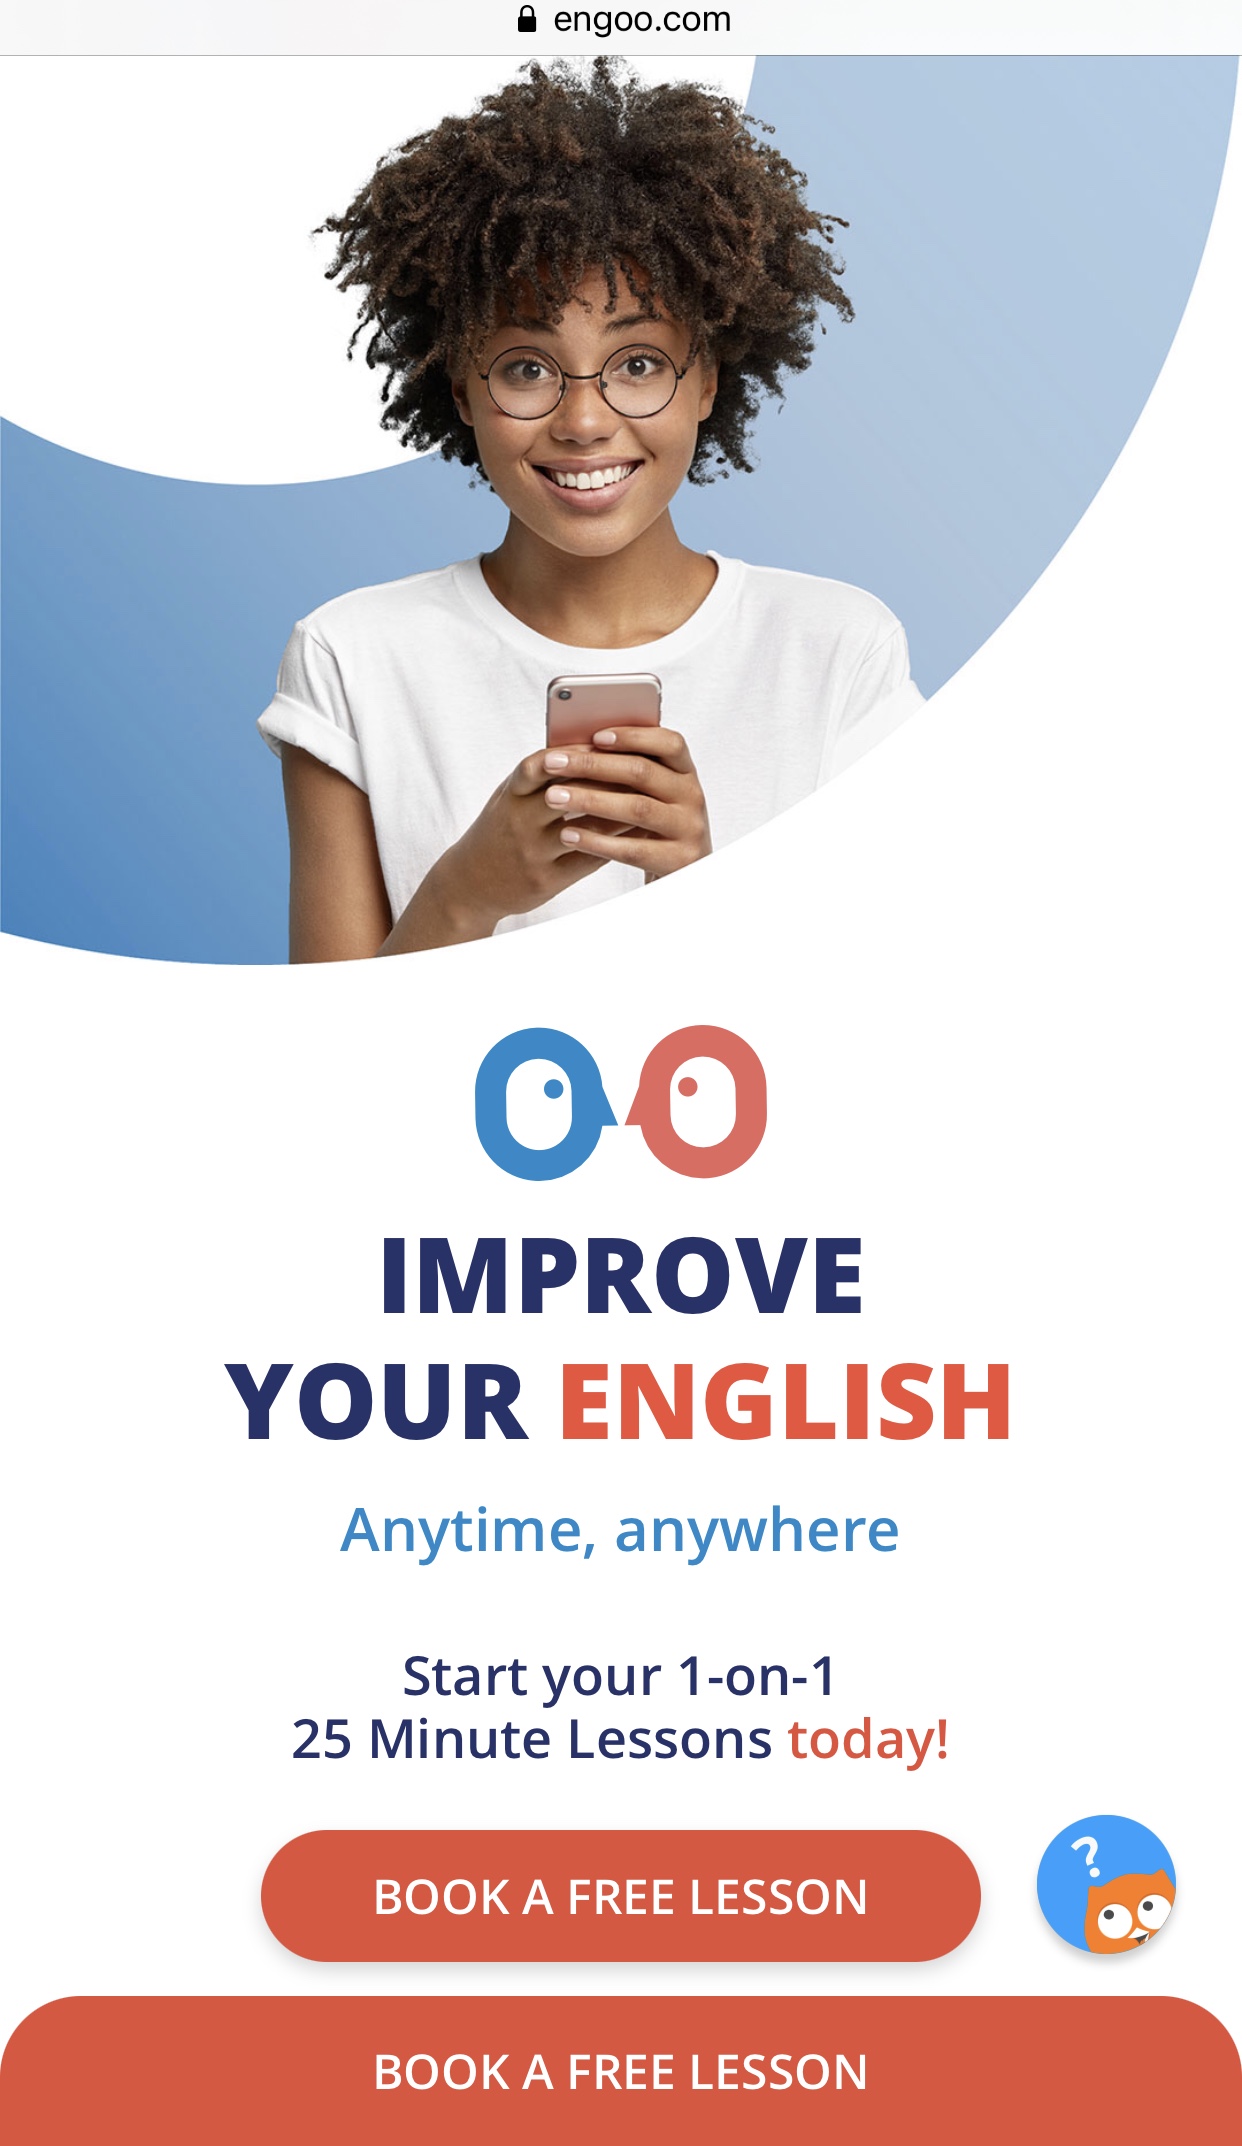 engoo.com
IMPROVE
YOUR ENGLISH
Anytime, anywhere
Start your 1-on-1
25 Minute Lessons today!
BOOK A FREE LESSON
?
BOOK A FREE LESSON